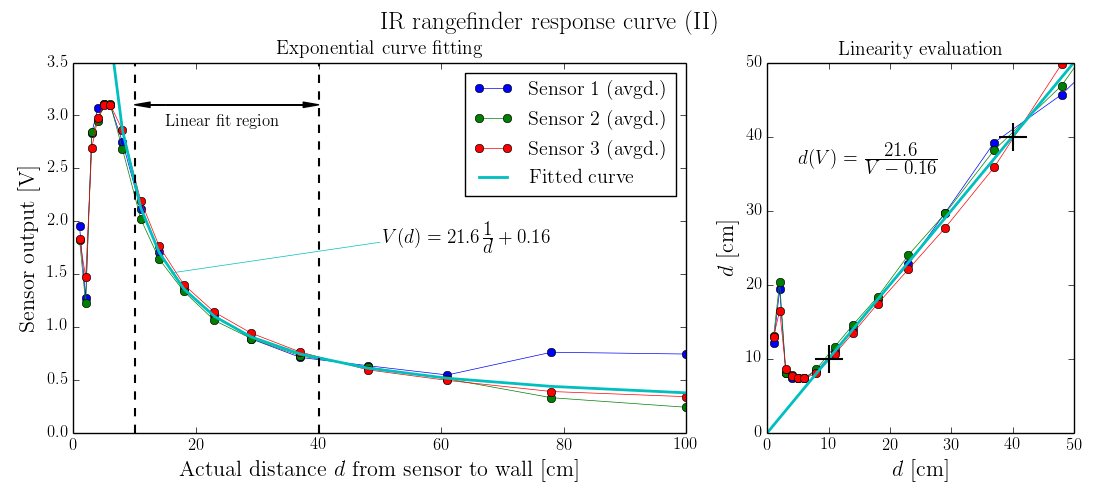 IR rangefinder response curve (II)
Exponential curve fitting
3.5
3.0
2.5
2.0
1.5
1.0
0.5
0.0
Sensor output [V]
Linear fit region
Sensor 1 (avgd.)
Sensor 2 (avgd.)
Sensor 3 (avgd.)
Fitted curve
V(d) = 21.6 1/d + 0.16
0 20 40 60 80 100
Actual distance d from sensor to wall [cm]
Linearity evaluation
50
40
30
20
10
0
d [cm]
d(V) = 21.6/(V − 0.16)
0 10 20 30 40 50
d [cm]